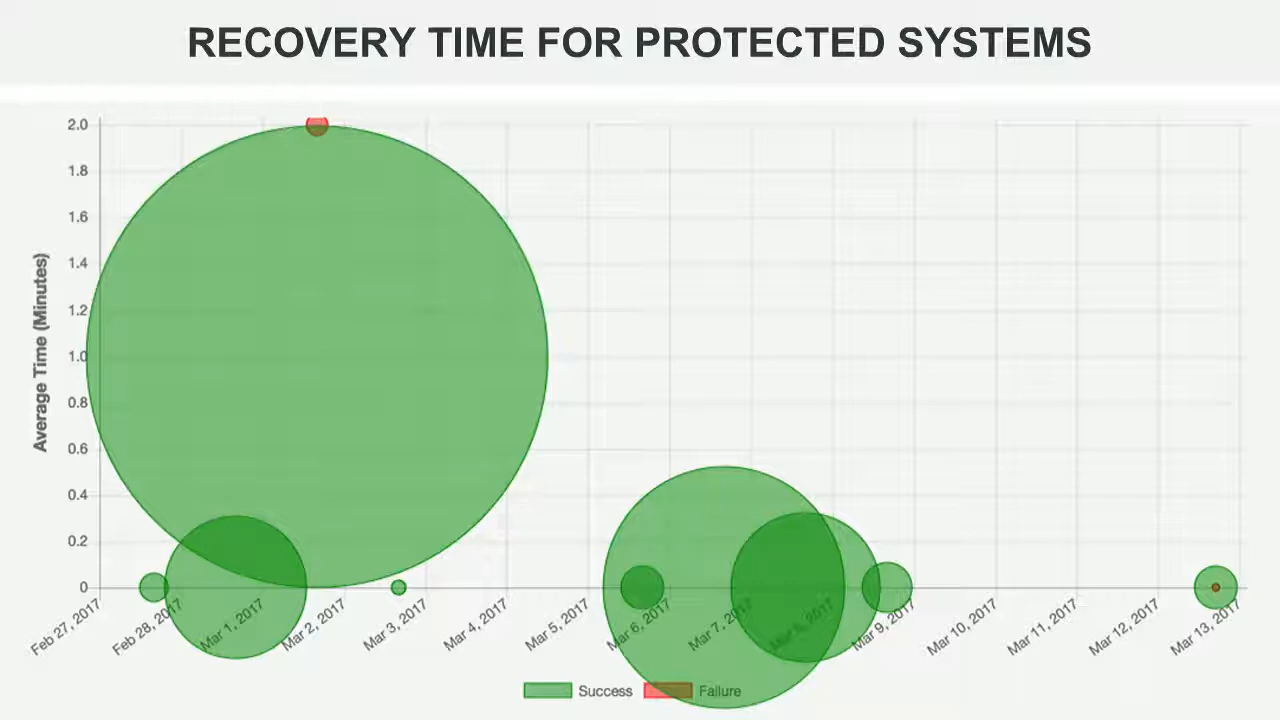 RECOVERY TIME FOR PROTECTED SYSTEMS
Average Time (Minutes)
2.0
1.8
1.6
1.4
1.2
1.0
0.8
0.6
0.4
0.2
0
Feb 27, 2017
Feb 28, 2017
Mar 1, 2017
Mar 2, 2017
Mar 3, 2017
Mar 4, 2017
Mar 5, 2017
Mar 6, 2017
Mar 7, 2017
Mar 8, 2017
Mar 9, 2017
Mar 10, 2017
Mar 11, 2017
Mar 12, 2017
Mar 13, 2017
Success Failure